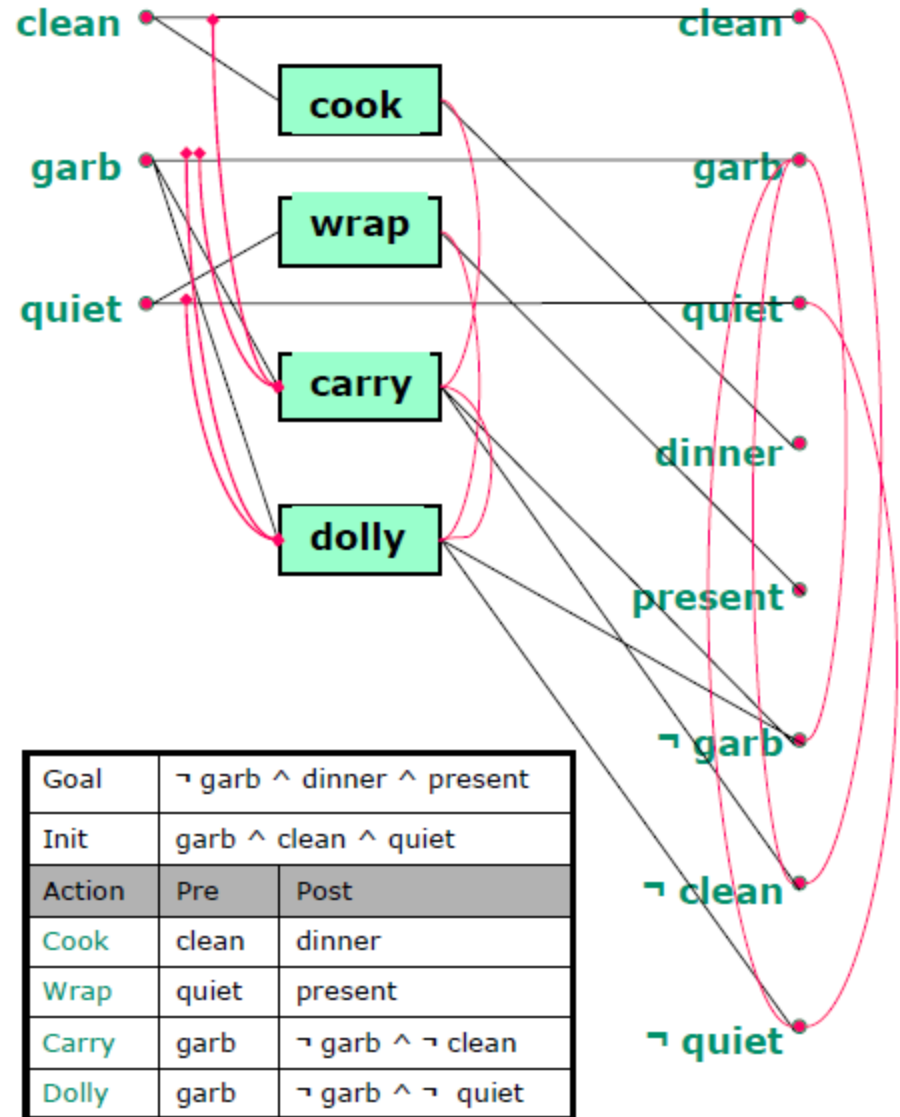 clean clean
cook
garb garb
wrap
quiet quiet
carry
dinner
dolly
present
¬ garb
¬ clean
¬ quiet
Goal ¬ garb ^ dinner ^ present
Init garb ^ clean ^ quiet
Action Pre Post
Cook clean dinner
Wrap quiet present
Carry garb ¬ garb ^ ¬ clean
Dolly garb ¬ garb ^ ¬ quiet